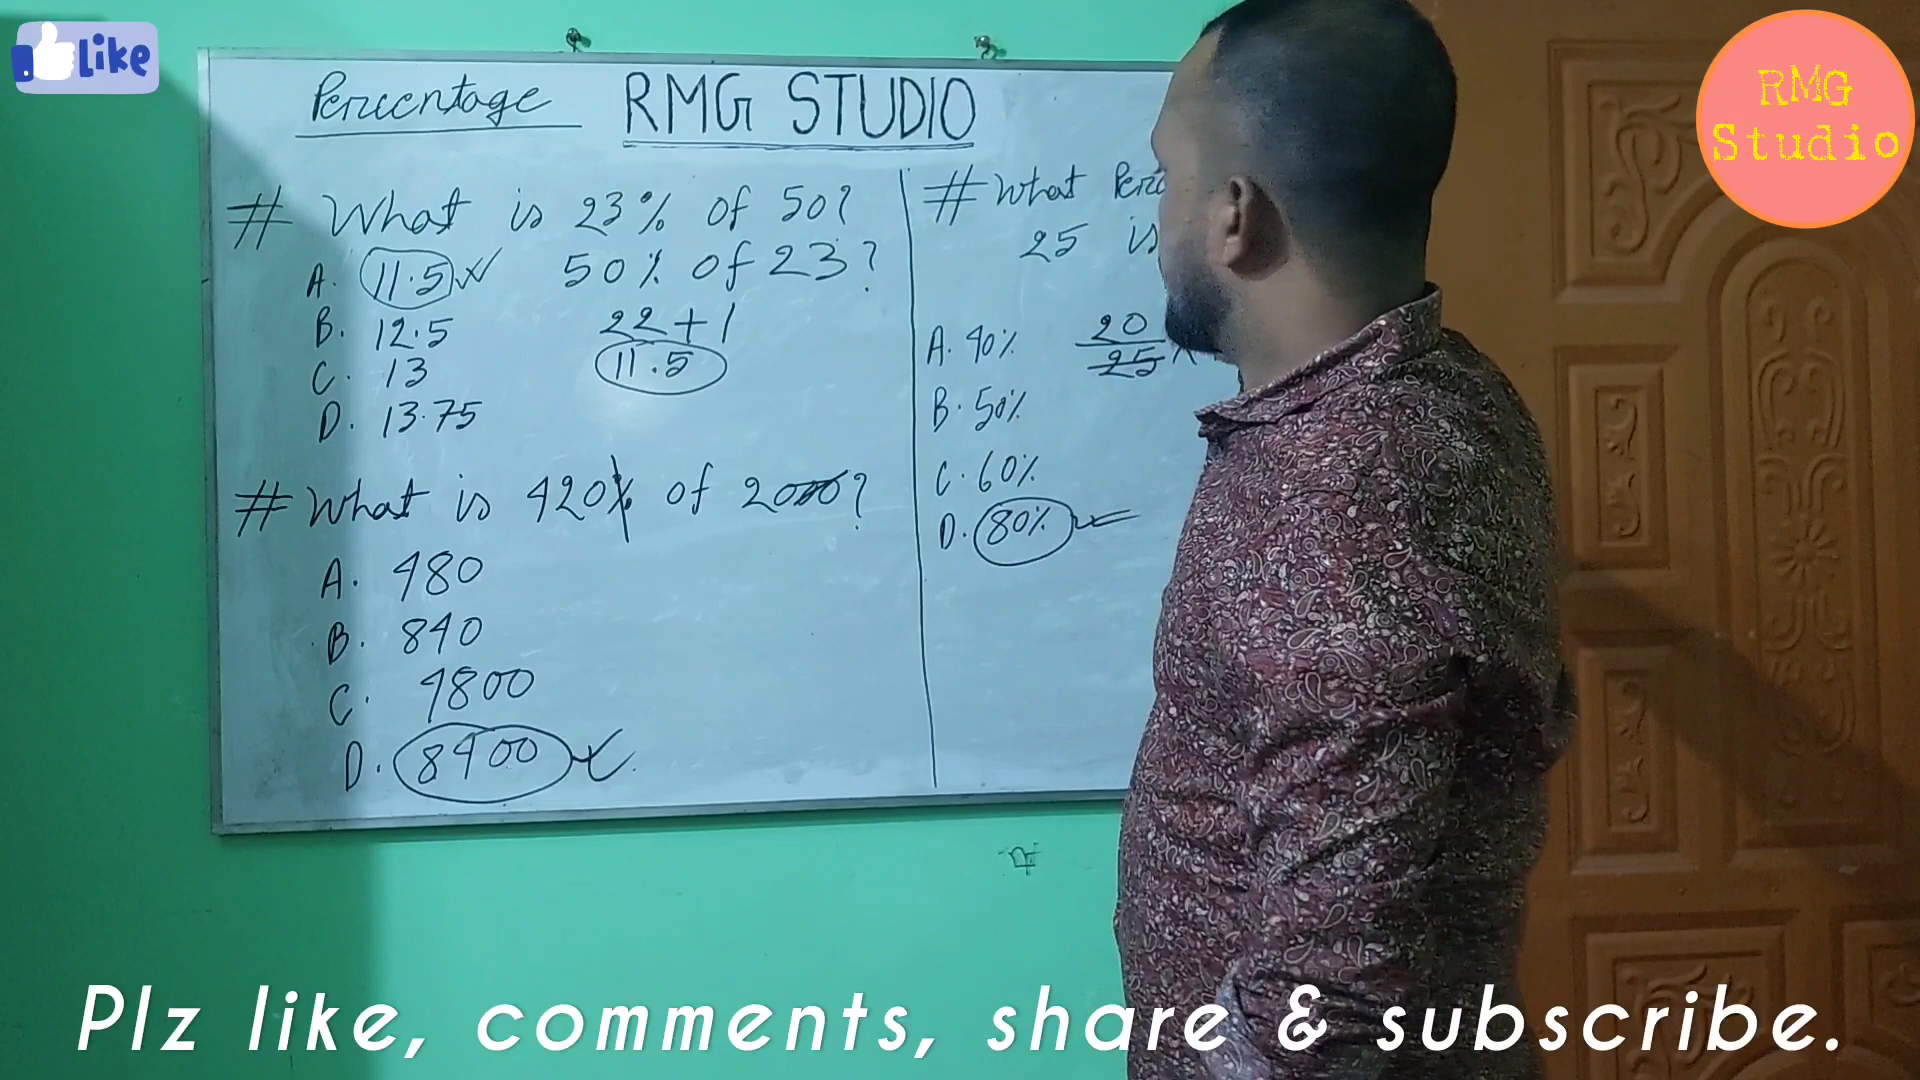 Like
RMG
Studio
Percentage
RMG STUDIO
# What is 23% of 50?
50% of 23?
A. 11.5
B. 12.5
C. 13
D. 13.75
22+1
11.5
# What is 420% of 2000?
A. 480
B. 840
C. 4800
D. 8400
# What
25 is
A. 40%
B. 50%
C. 60%
D. 80%
20
25
Plz like, comments, share & subscribe.